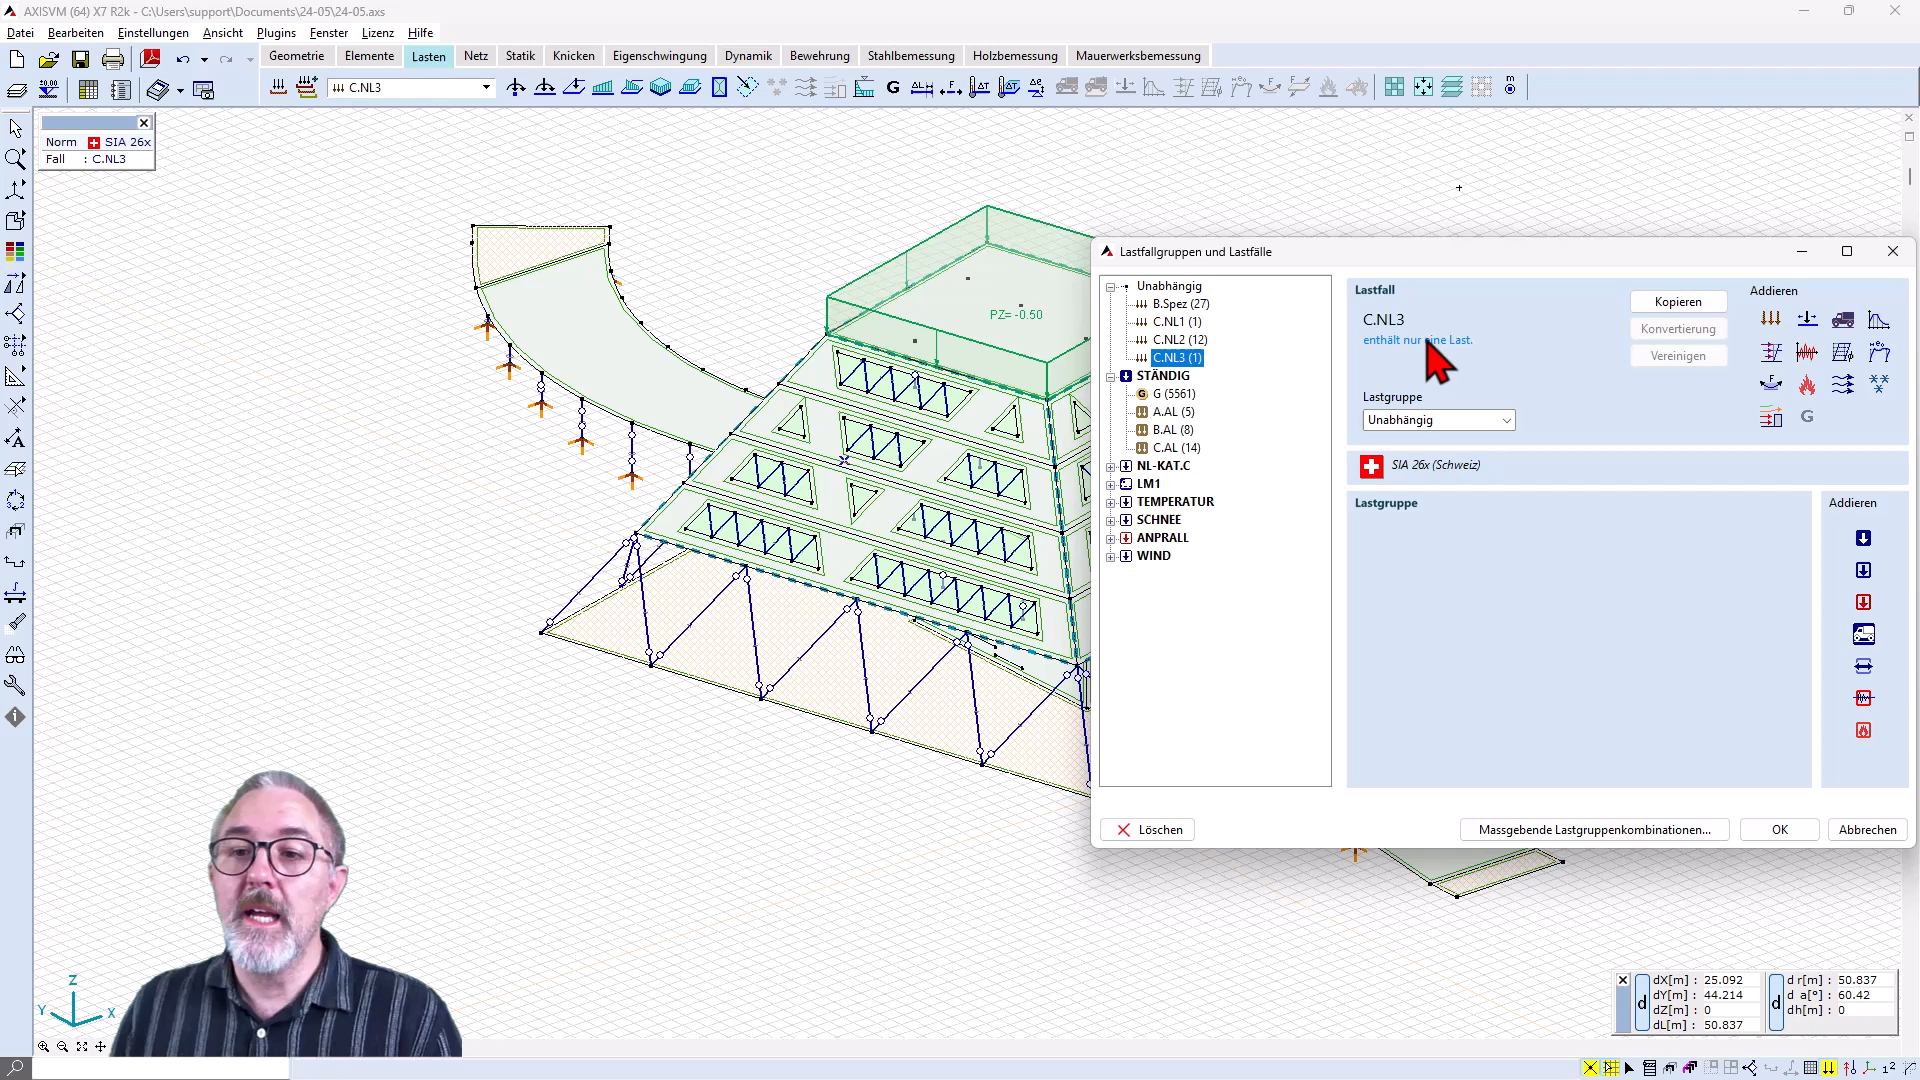 AXISVM (64) X7 R2k - C:\Users\support\Documents\24-05\24-05.axs
Datei Bearbeiten Einstellungen Ansicht Plugins Fenster Lizenz Hilfe
Geometrie Elemente Lasten Netz Statik Knicken Eigenschwingung Dynamik Bewehrung Stahlbemessung Holzbemessung Mauerwerksbemessung
C.NL3
Norm SIA 26x
Fall : C.NL3
PZ= -0.50
Lastfallgruppen und Lastfälle
Unabhängig
B.Spez (27)
C.NL1 (1)
C.NL2 (12)
C.NL3 (1)
STÄNDIG
G (5561)
A.AL (5)
B.AL (8)
C.AL (14)
NL-KAT.C
LM1
TEMPERATUR
SCHNEE
ANPRALL
WIND
Lastfall
C.NL3
enthält nur eine Last.
Lastgruppe
Unabhängig
Kopieren
Konvertierung
Vereinigen
Addieren
G
SIA 26x (Schweiz)
Lastgruppe
Addieren
Löschen
Massgebende Lastgruppenkombinationen...
OK
Abbrechen
Z
Y
X
d
dX[m] : 25.092
dY[m] : 44.214
dZ[m] : 0
dL[m] : 50.837
d
d r[m] : 50.837
d a[°] : 60.42
dh[m] : 0